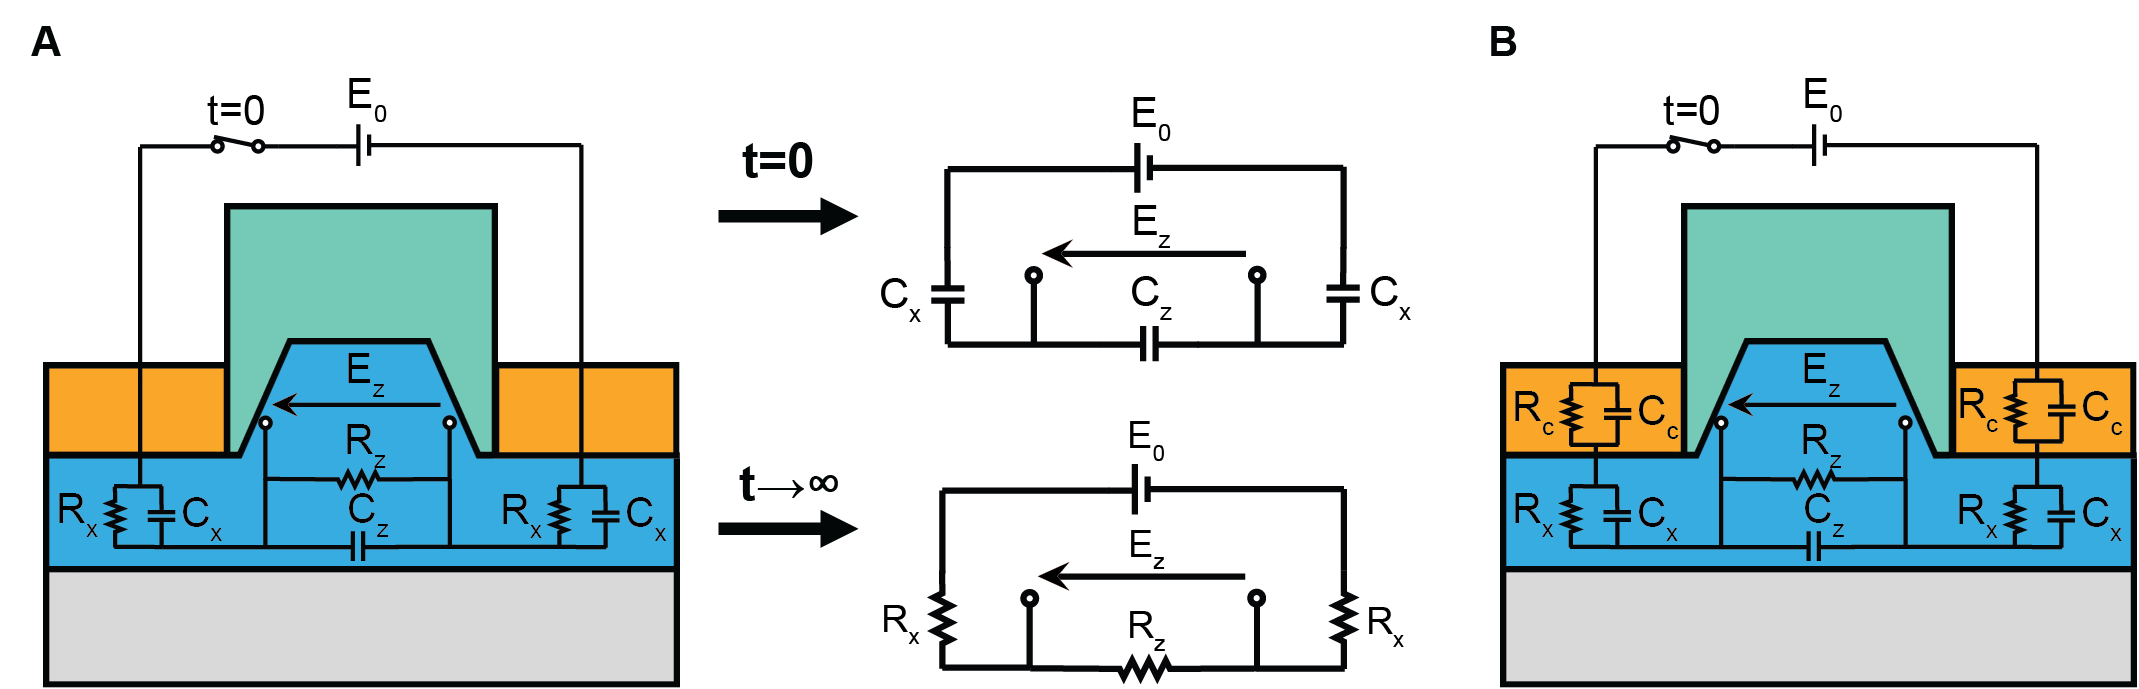 A
t=0
E0
Ez
Rz
Cz
Rx
Cx
Rx
Cx
t=0
E0
Ez
Cx
Cz
Cx
t→∞
E0
Ez
Rx
Rz
Rx
B
t=0
E0
Rc
Cc
Ez
Rc
Cc
Rz
Rx
Cx
Cz
Rx
Cx